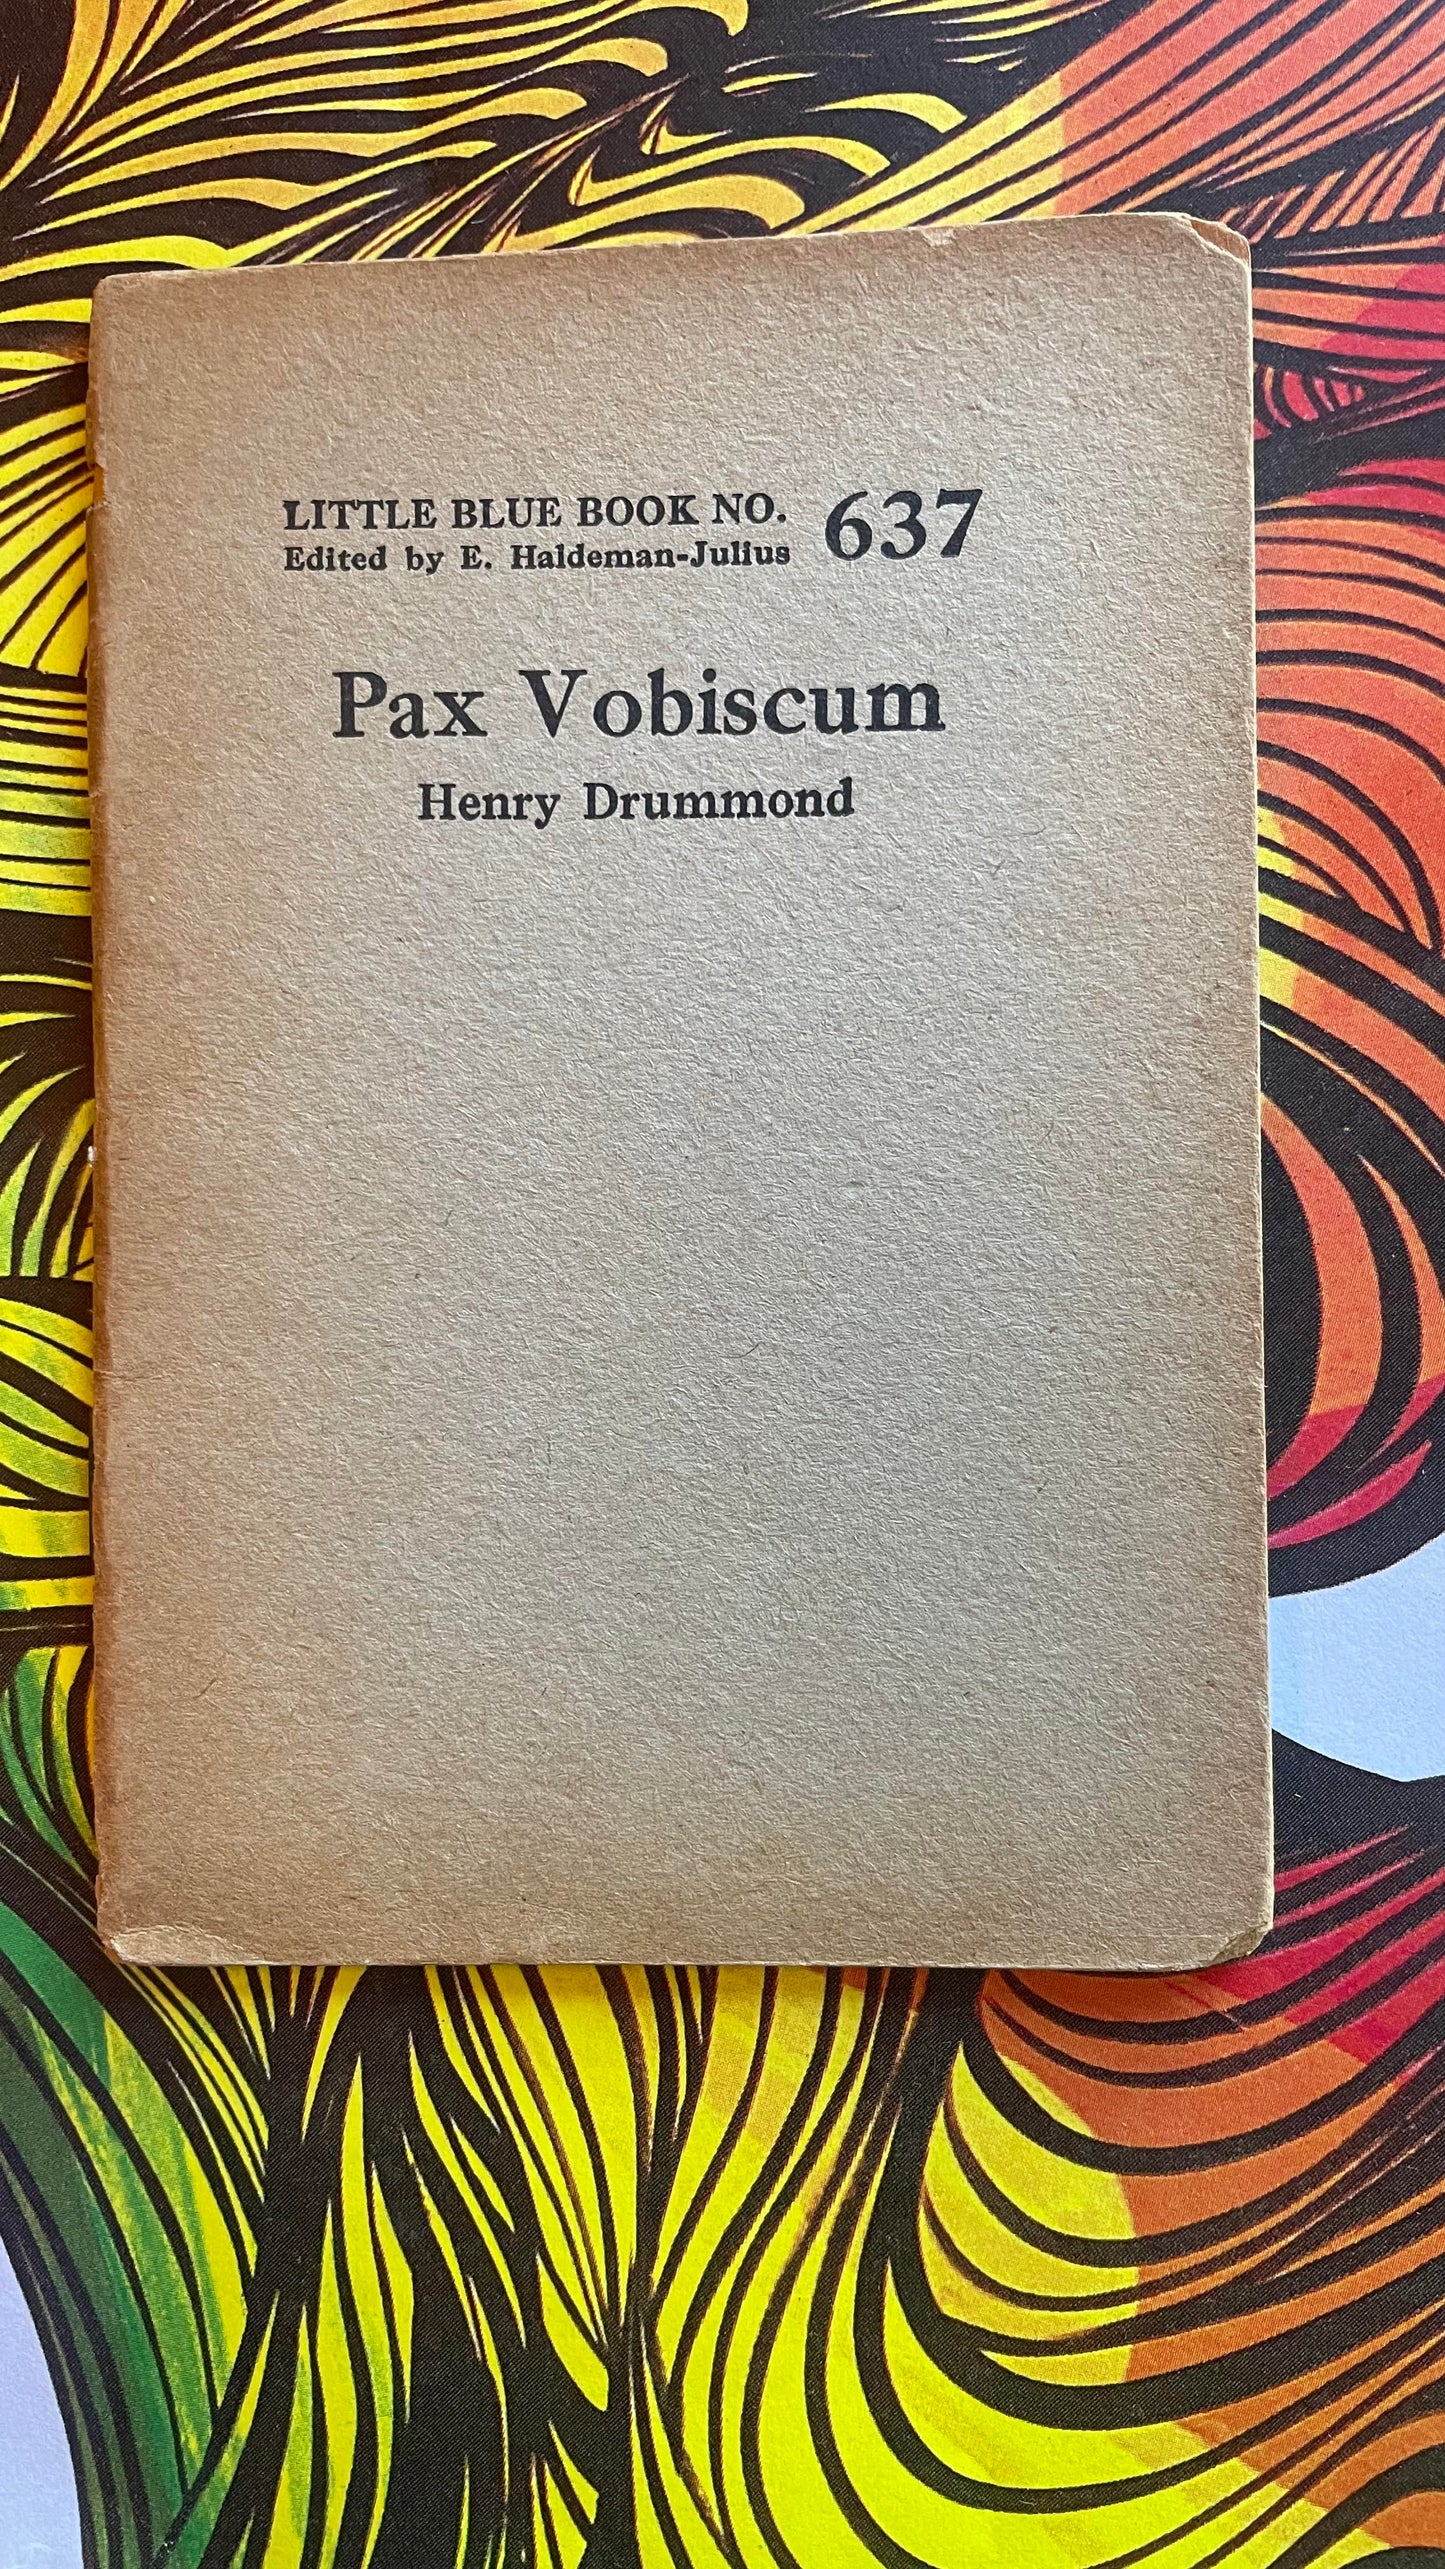 LITTLE BLUE BOOK NO. 637
Edited by E. Haldeman-Julius
Pax Vobiscum
Henry Drummond